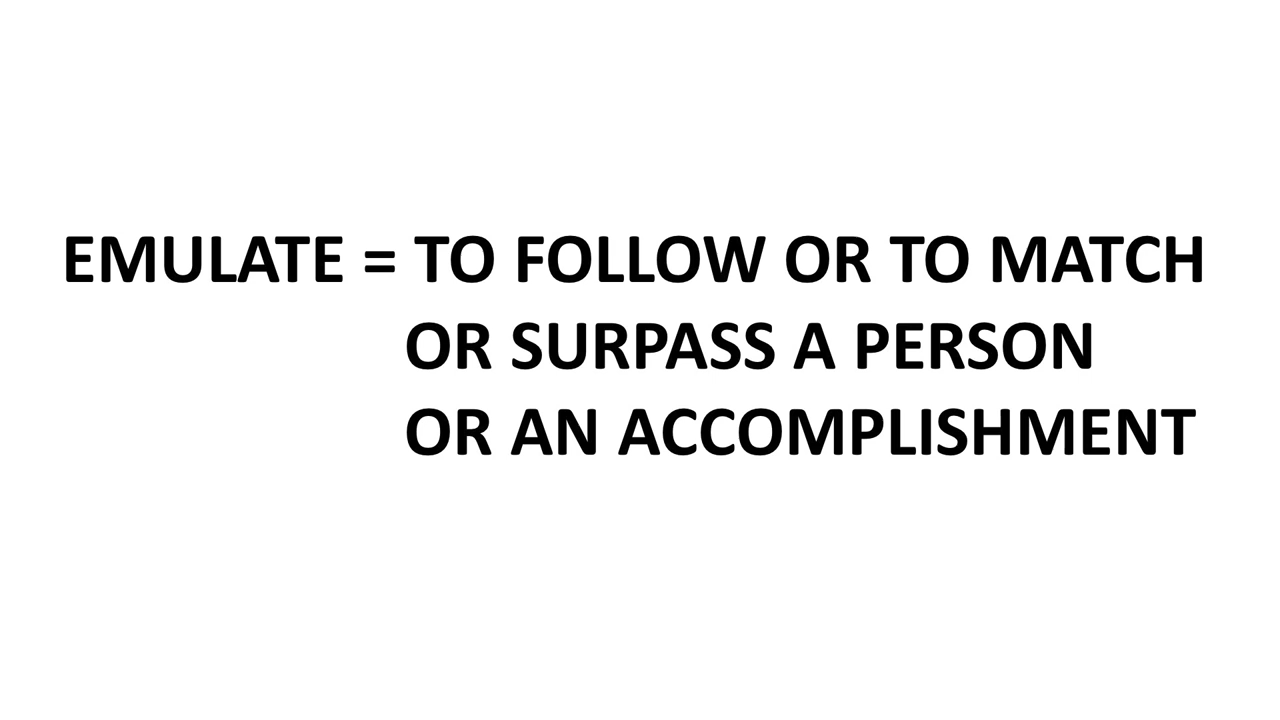 EMULATE = TO FOLLOW OR TO MATCH
OR SURPASS A PERSON
OR AN ACCOMPLISHMENT